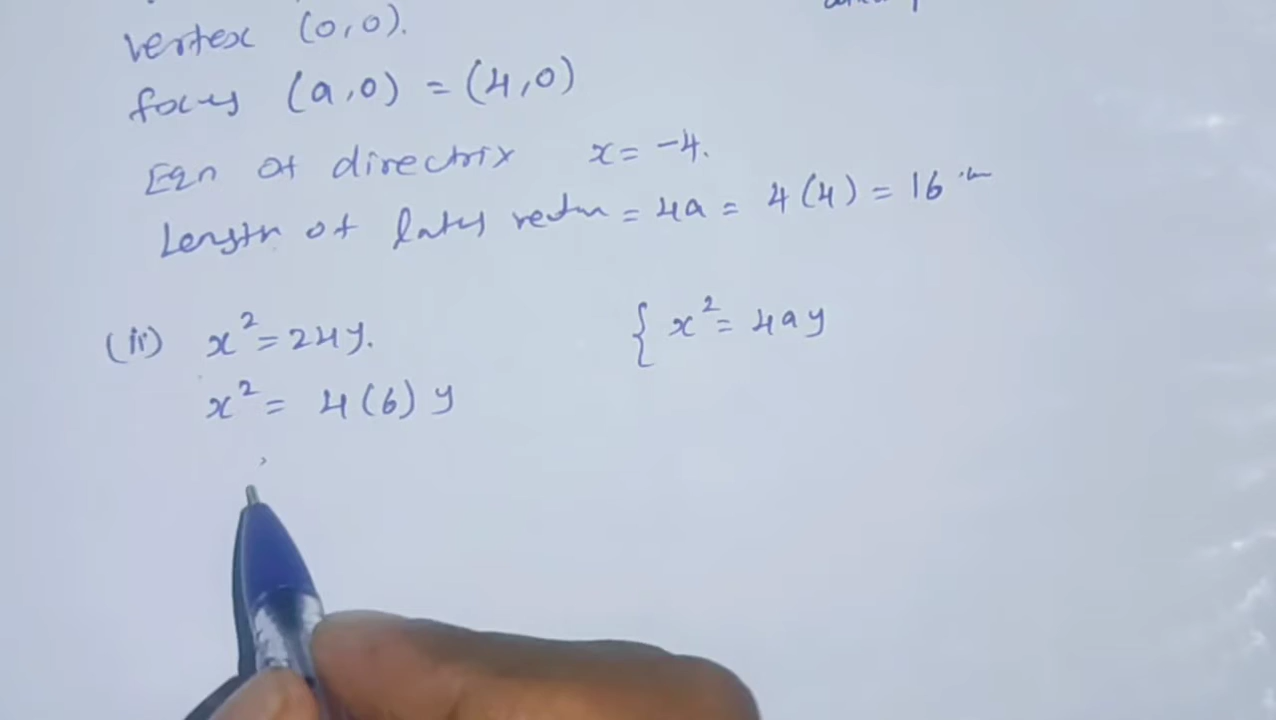 vertex (0,0).
focus (a,0) = (4,0)
Eqn of directrix x = -4.
Length of latus rectum = 4a = 4(4) = 16
(ii) x² = 24y. { x² = 4ay
x² = 4(6) y